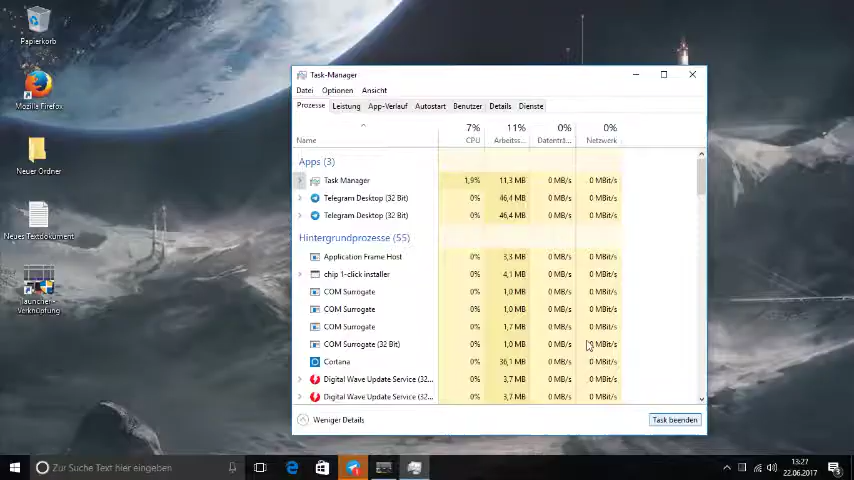 Papierkorb
Mozilla Firefox
Neuer Ordner
Neues Textdokument
launcher-
Verknüpfung
Task-Manager
Datei Optionen Ansicht
Prozesse Leistung App-Verlauf Autostart Benutzer Details Dienste
7% 11% 0% 0%
Name CPU Arbeitss... Datenträ... Netzwerk
Apps (3)
Task Manager 1,9% 11,3 MB 0 MB/s 0 MBit/s
Telegram Desktop (32 Bit) 0% 46,4 MB 0 MB/s 0 MBit/s
Telegram Desktop (32 Bit) 0% 46,4 MB 0 MB/s 0 MBit/s
Hintergrundprozesse (55)
Application Frame Host 0% 3,3 MB 0 MB/s 0 MBit/s
chip 1-click installer 0% 4,1 MB 0 MB/s 0 MBit/s
COM Surrogate 0% 1,0 MB 0 MB/s 0 MBit/s
COM Surrogate 0% 1,0 MB 0 MB/s 0 MBit/s
COM Surrogate 0% 1,7 MB 0 MB/s 0 MBit/s
COM Surrogate (32 Bit) 0% 1,0 MB 0 MB/s 0 MBit/s
Cortana 0% 36,1 MB 0 MB/s 0 MBit/s
Digital Wave Update Service (32... 0% 3,7 MB 0 MB/s 0 MBit/s
Digital Wave Update Service (32... 0% 3,7 MB 0 MB/s 0 MBit/s
Weniger Details Task beenden
Zur Suche Text hier eingeben
13:27
22.06.2017